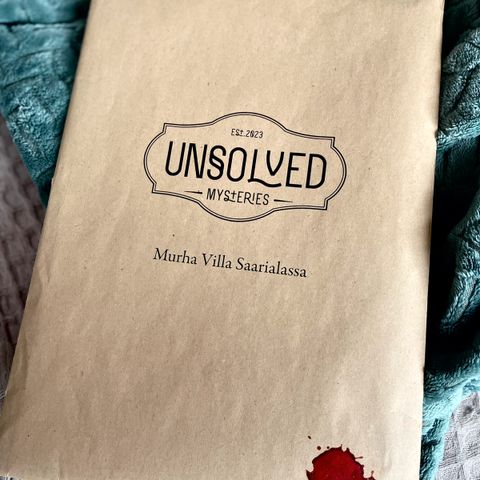 EST.2023
UNSOLVED
MYSTERIES
Murha Villa Saarialassa